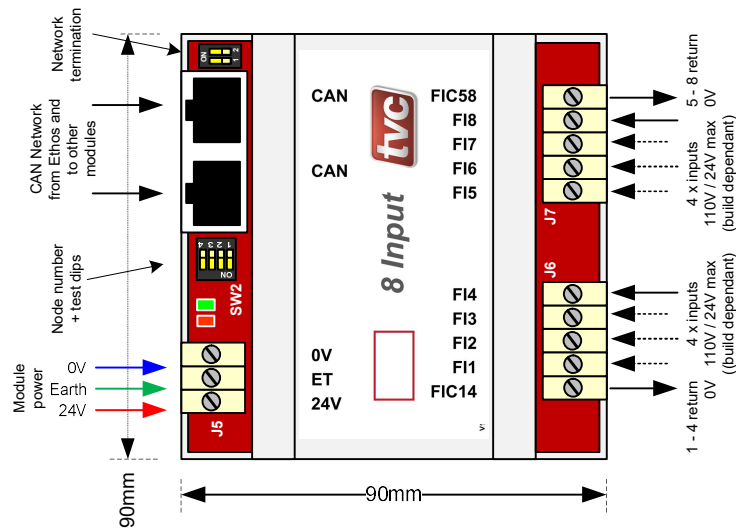 Network
termination
CAN Network
from Ethos and
to other
modules
Node number
+ test dips
Module
power
0V
Earth
24V
90mm
ON
1 2
1 2 3 4
ON
SW2
J5
CAN
CAN
0V
ET
24V
tvc
8 Input
V1
FIC58
FI8
FI7
FI6
FI5
FI4
FI3
FI2
FI1
FIC14
J7
J6
5 - 8 return
0V
4 x inputs
110V / 24V max
(build dependant)
4 x inputs
110V / 24V max
((build dependant)
1 - 4 return
0V
90mm